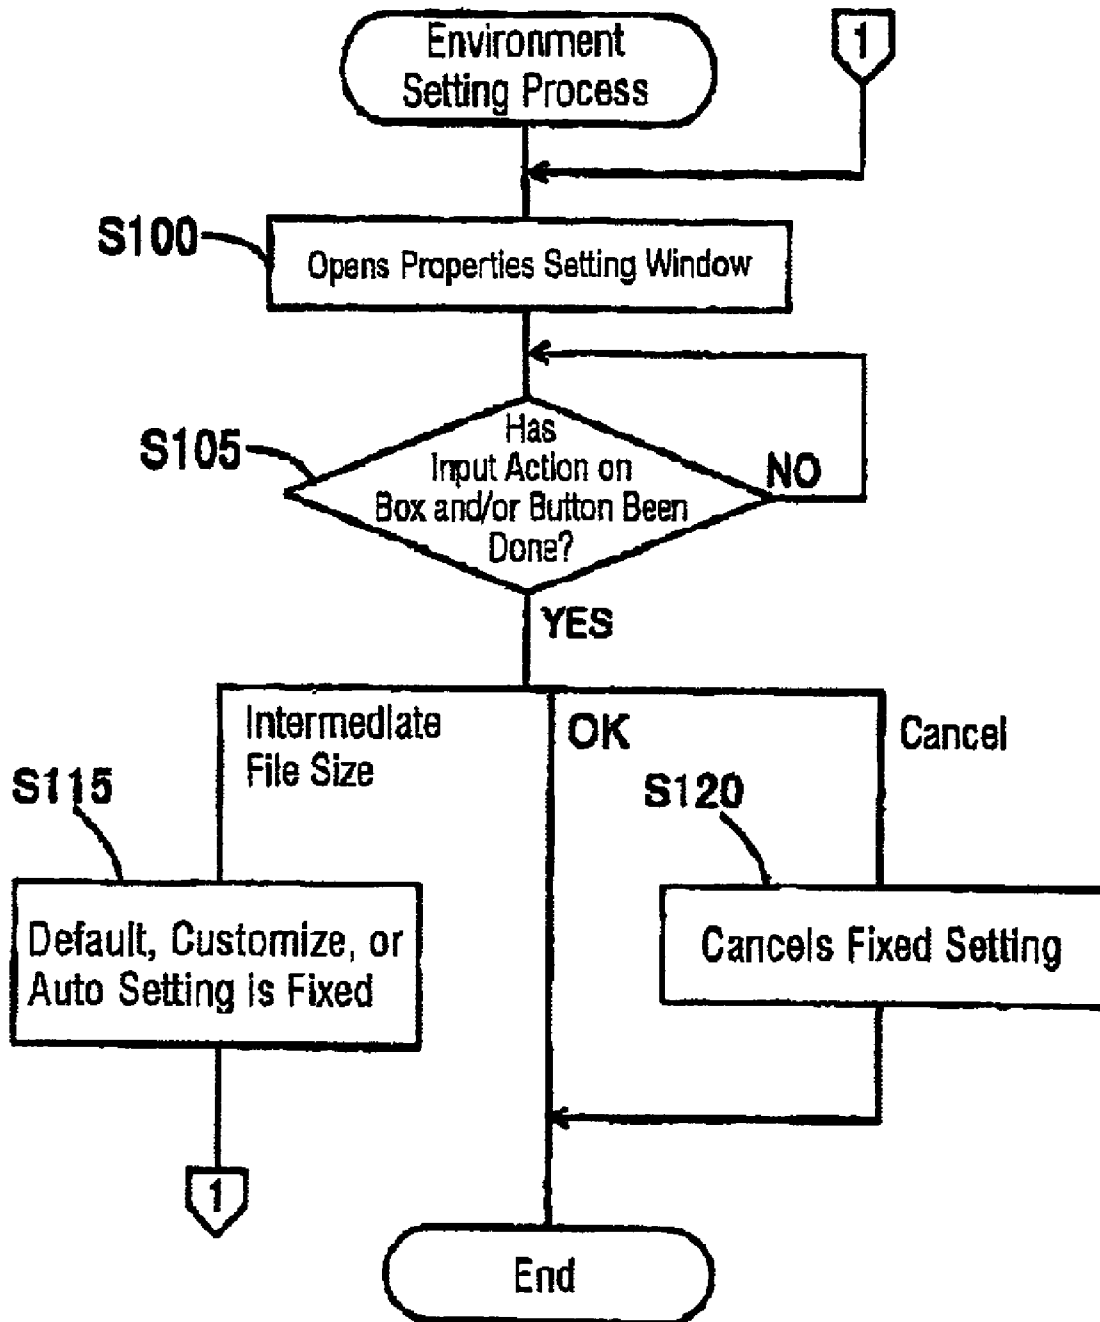 Environment
Setting Process
1
S100
Opens Properties Setting Window
S105
Has
Input Action on
Box and/or Button Been
Done?
NO
YES
Intermediate
File Size
OK
Cancel
S115
S120
Default, Customize, or
Auto Setting is Fixed
Cancels Fixed Setting
1
End